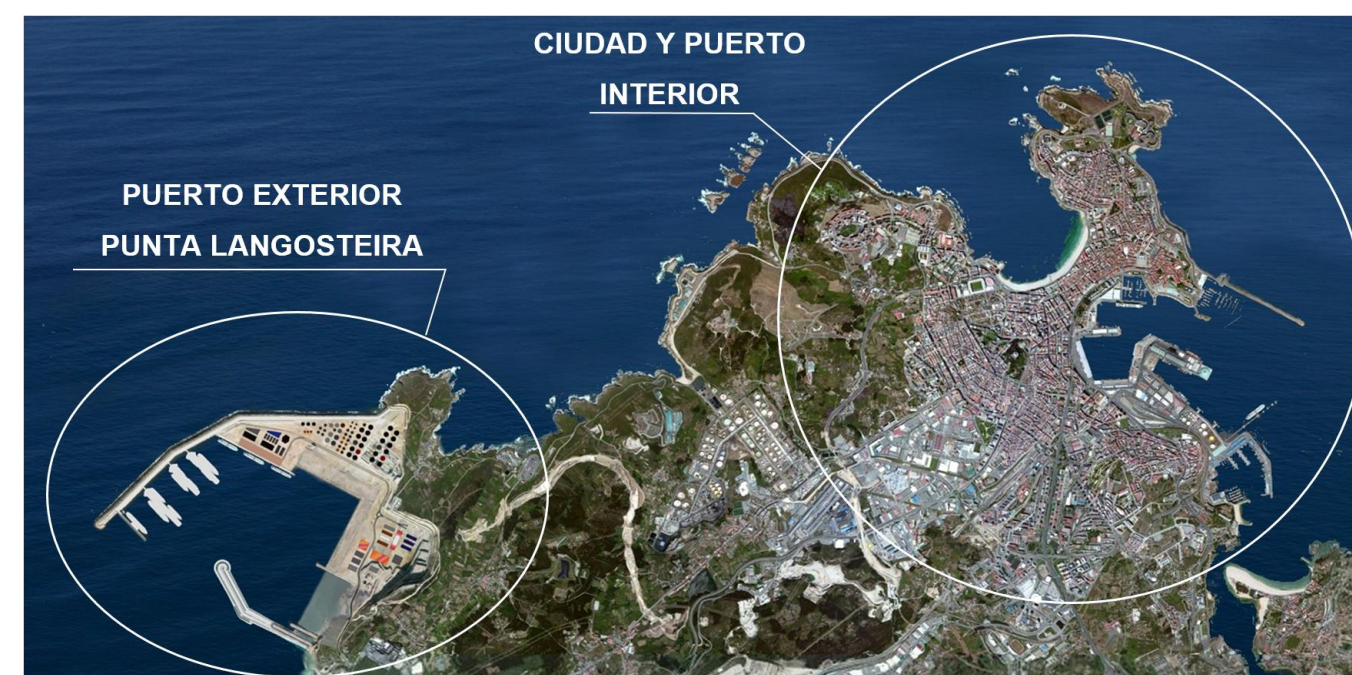 CIUDAD Y PUERTO
INTERIOR
PUERTO EXTERIOR
PUNTA LANGOSTEIRA